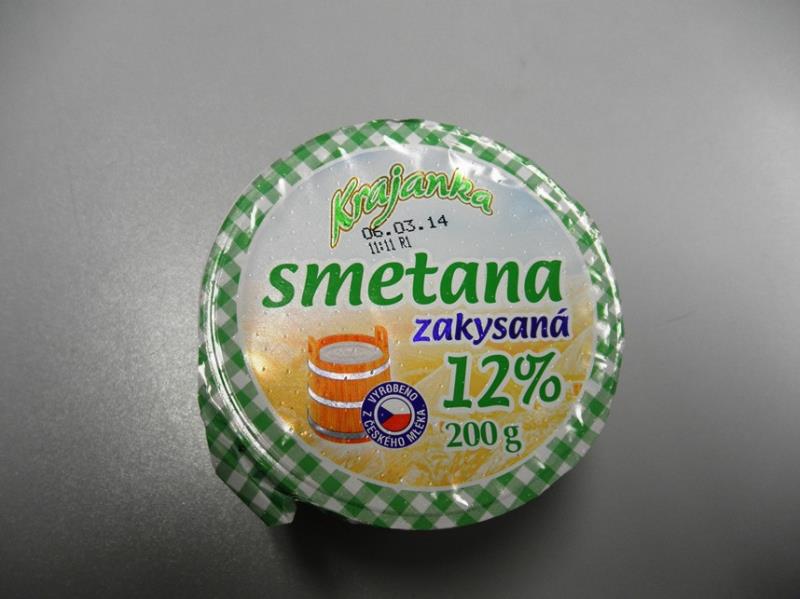 Krajanka
06.03.14
11:11 R1
smetana
zakysaná
12%
200 g
VYROBENO
Z ČESKÉHO MLÉKA